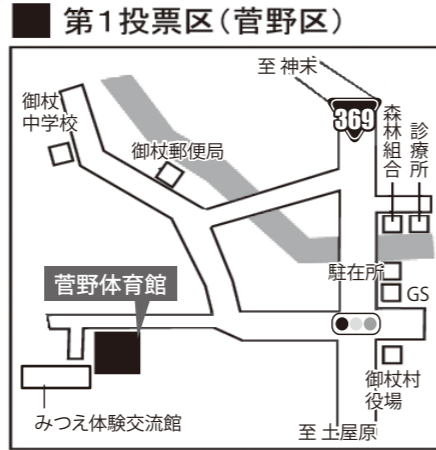 第1投票区(菅野区)
至 神末
369
御杖
中学校
御杖郵便局
森林組合
診療所
駐在所
菅野体育館
GS
御杖村
役場
みつえ体験交流館
至 土屋原